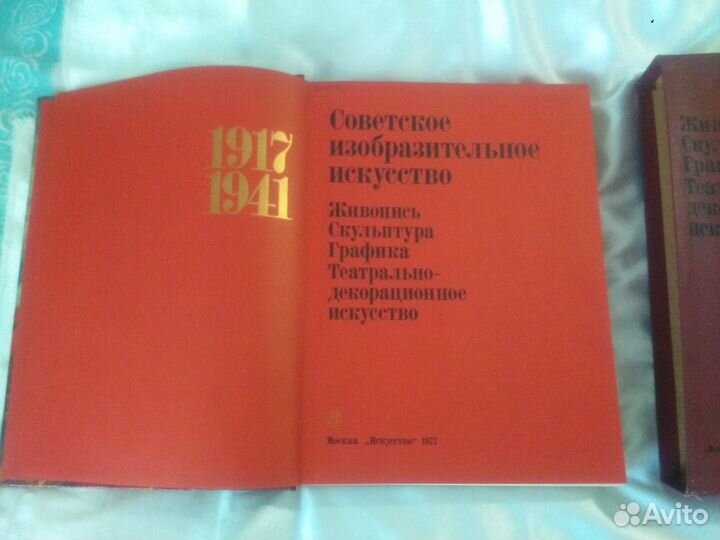 1917
1941
Советское
изобразительное
искусство
Живопись
Скульптура
Графика
Театрально-
декорационное
искусство
Москва „Искусство“ 1977
Avito